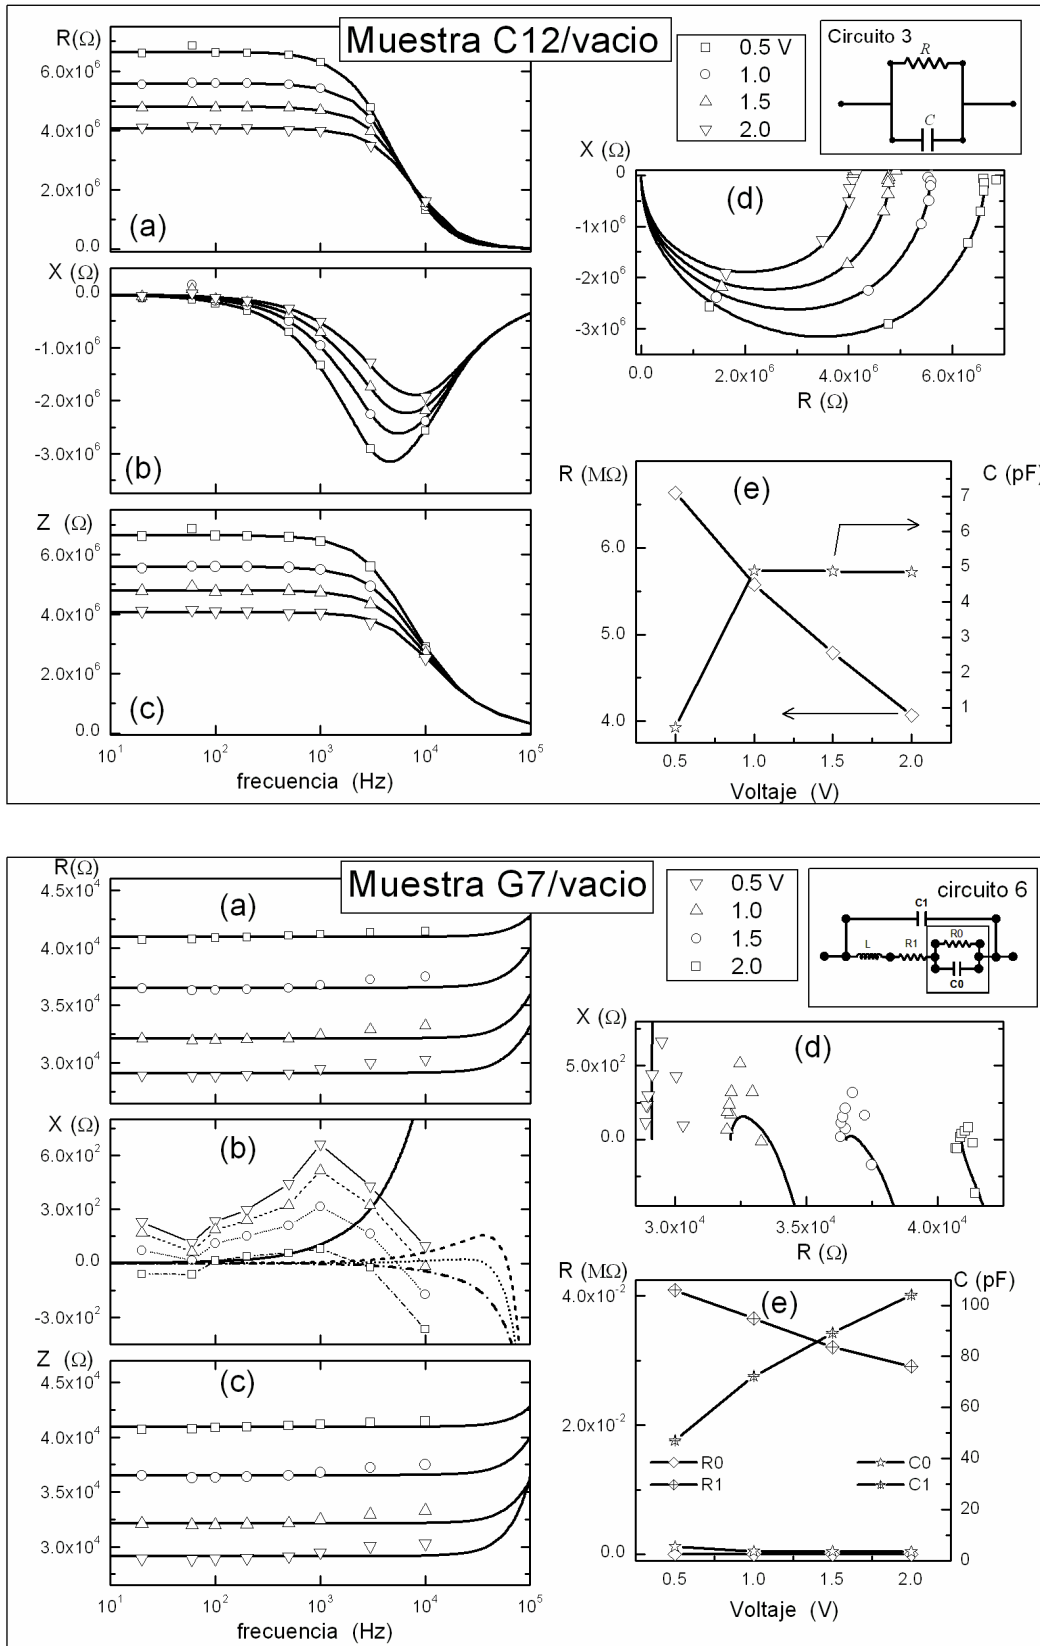 Muestra C12/vacio
0.5 V
1.0
1.5
2.0
Circuito 3
R
C
R(Ω)
6.0x10^6
4.0x10^6
2.0x10^6
0.0
(a)
X (Ω)
0.0
-1.0x10^6
-2.0x10^6
-3.0x10^6
(b)
Z (Ω)
6.0x10^6
4.0x10^6
2.0x10^6
0.0
(c)
10^1 10^2 10^3 10^4 10^5
frecuencia (Hz)
X (Ω)
0
-1x10^6
-2x10^6
-3x10^6
(d)
0.0 2.0x10^6 4.0x10^6 6.0x10^6
R (Ω)
R (MΩ)
C (pF)
(e)
6.0
5.0
4.0
7
6
5
4
3
2
1
0.5 1.0 1.5 2.0
Voltaje (V)
Muestra G7/vacio
0.5 V
1.0
1.5
2.0
circuito 6
C1
L
R1
R0
C0
R(Ω)
4.5x10^4
4.0x10^4
3.5x10^4
3.0x10^4
(a)
X (Ω)
6.0x10^2
3.0x10^2
0.0
-3.0x10^2
(b)
Z (Ω)
4.5x10^4
4.0x10^4
3.5x10^4
3.0x10^4
(c)
10^1 10^2 10^3 10^4 10^5
frecuencia (Hz)
X (Ω)
5.0x10^2
0.0
(d)
3.0x10^4 3.5x10^4 4.0x10^4
R (Ω)
R (MΩ)
C (pF)
(e)
4.0x10^-2
2.0x10^-2
0.0
100
80
60
40
20
0
R0
R1
C0
C1
0.5 1.0 1.5 2.0
Voltaje (V)